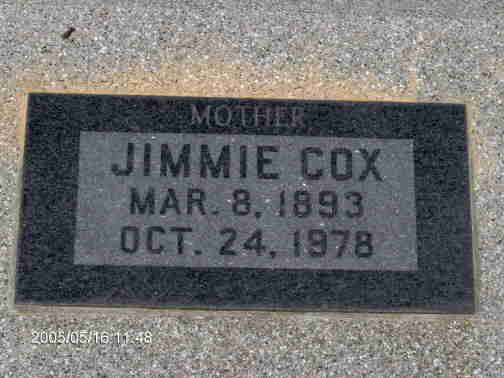 MOTHER
JIMMIE COX
MAR. 8, 1893
OCT. 24, 1978
2005/05/16 11:48